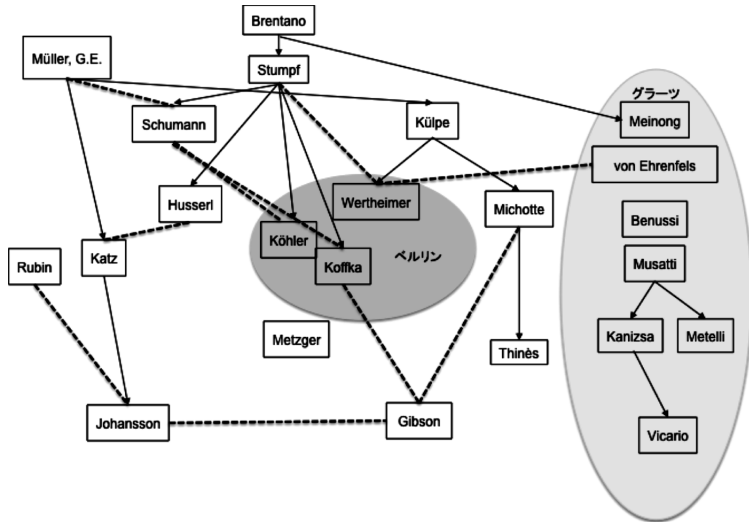 Brentano
Müller, G.E.
Stumpf
グラーツ
Schumann
Külpe
Meinong
von Ehrenfels
Husserl
Wertheimer
Michotte
Benussi
Köhler
Katz
Rubin
Koffka
ベルリン
Musatti
Metzger
Thinès
Kanizsa
Metelli
Johansson
Gibson
Vicario